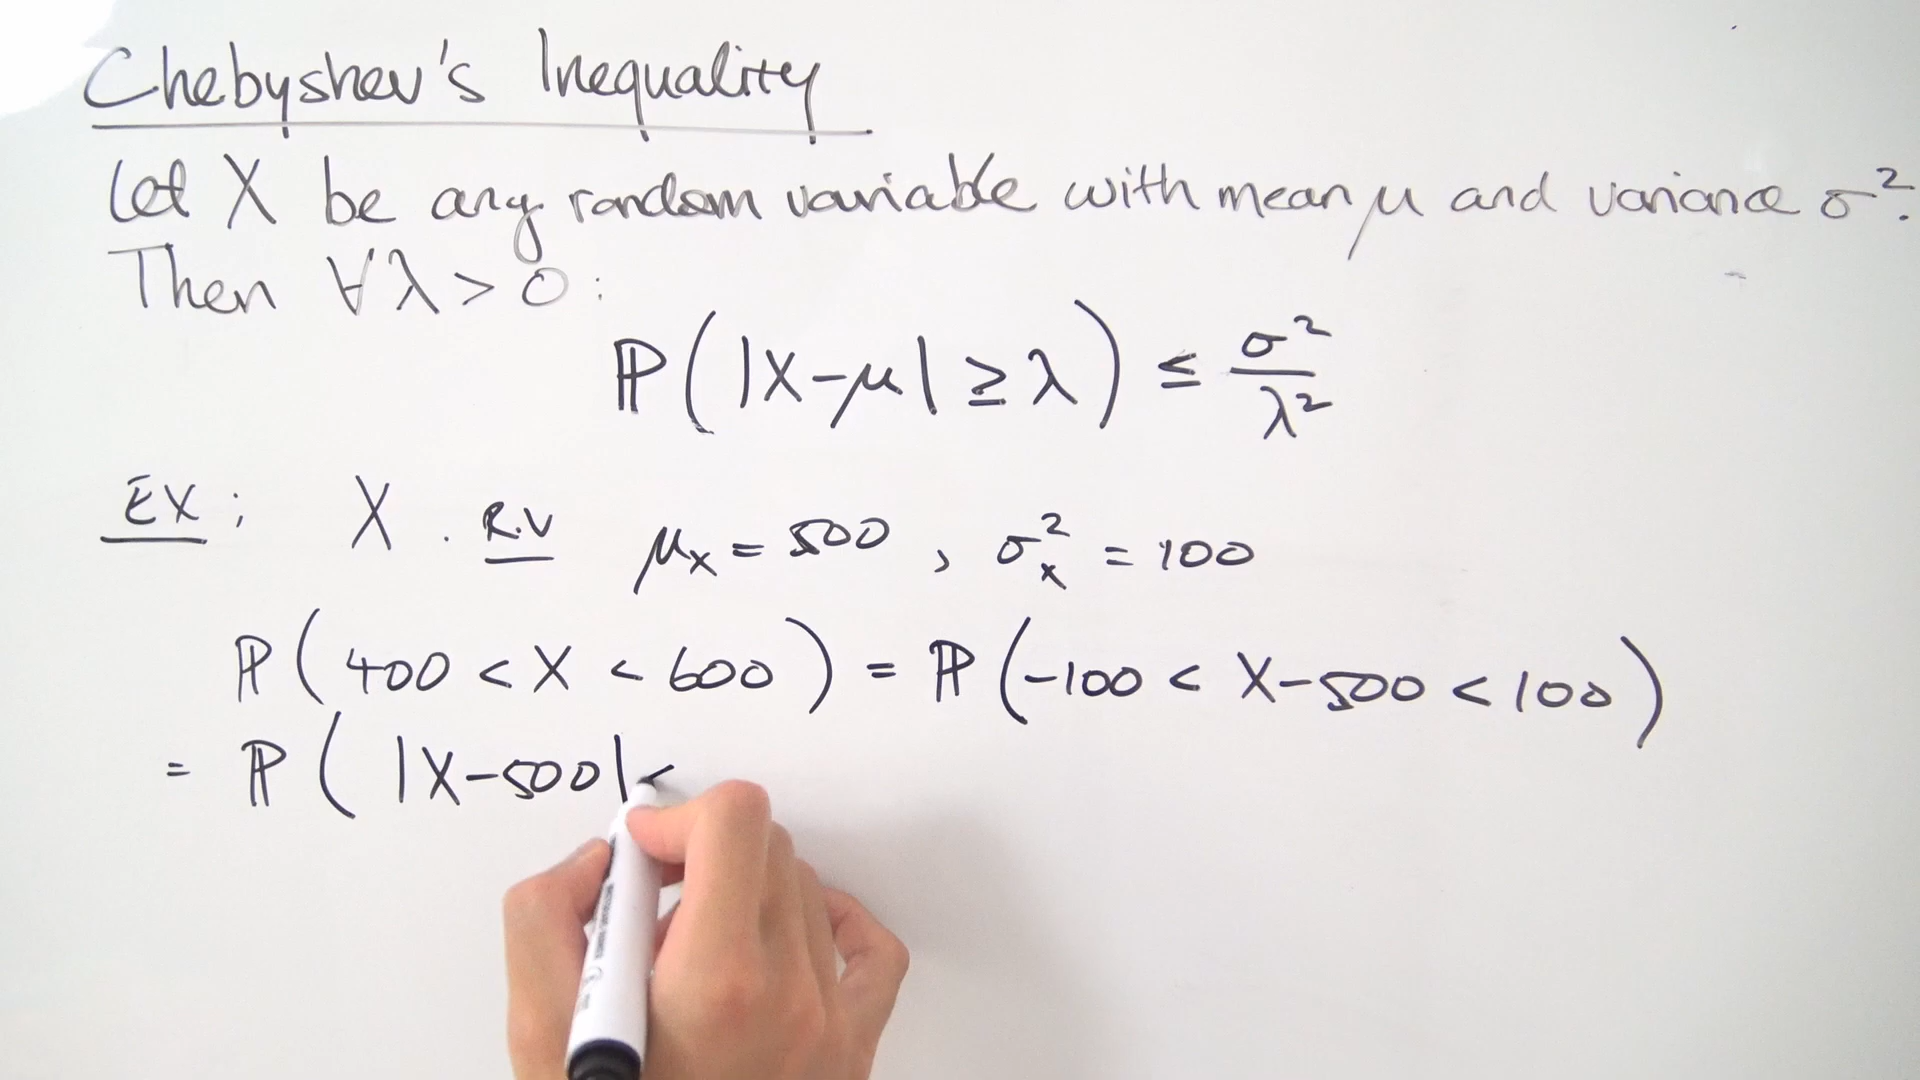 Chebyshev's Inequality
Let X be any random variable with mean μ and variance σ².
Then ∀λ > 0 :
ℙ( |X-μ| ≥ λ ) ≤ σ²/λ²
EX: X . R.V μₓ = 500 , σₓ² = 100
ℙ( 400 < X < 600 ) = ℙ( -100 < X-500 < 100 )
= ℙ( |X-500| <